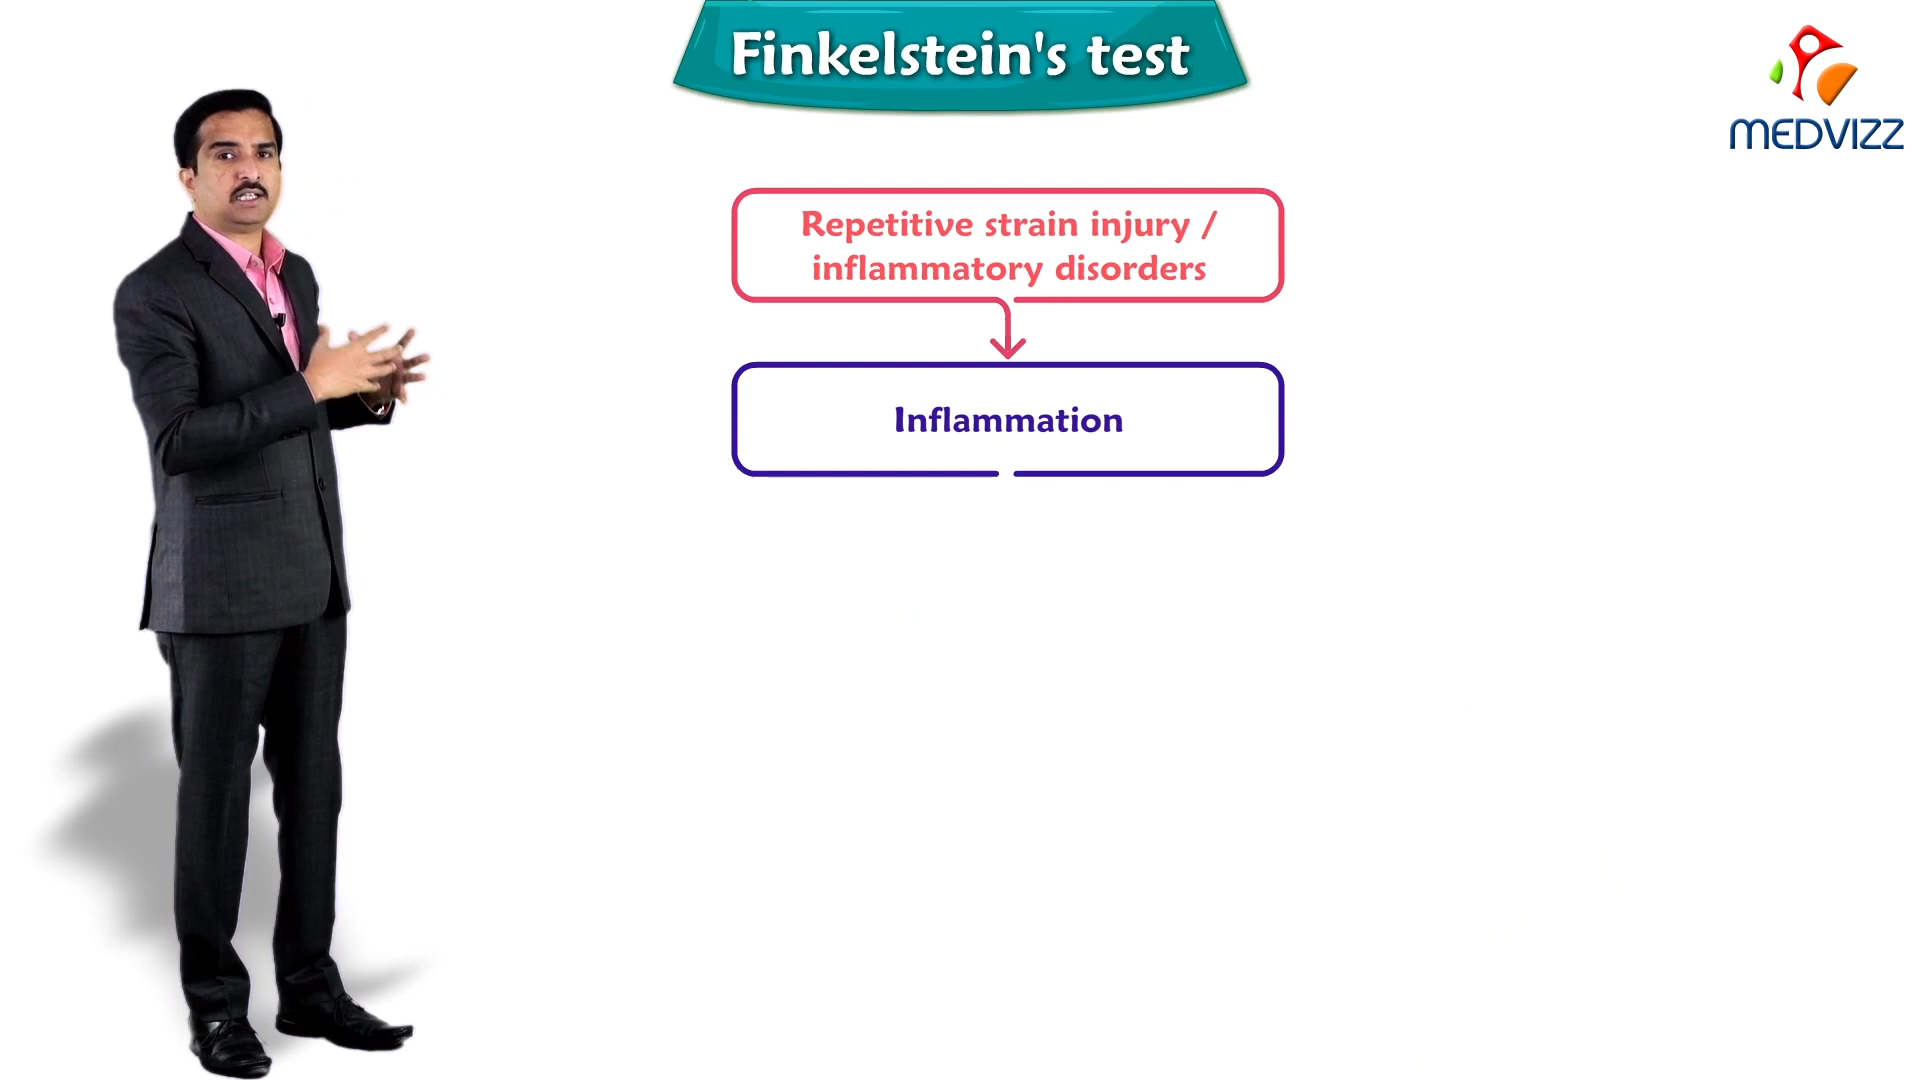 Finkelstein's test
MEDVIZZ
Repetitive strain injury /
inflammatory disorders
Inflammation